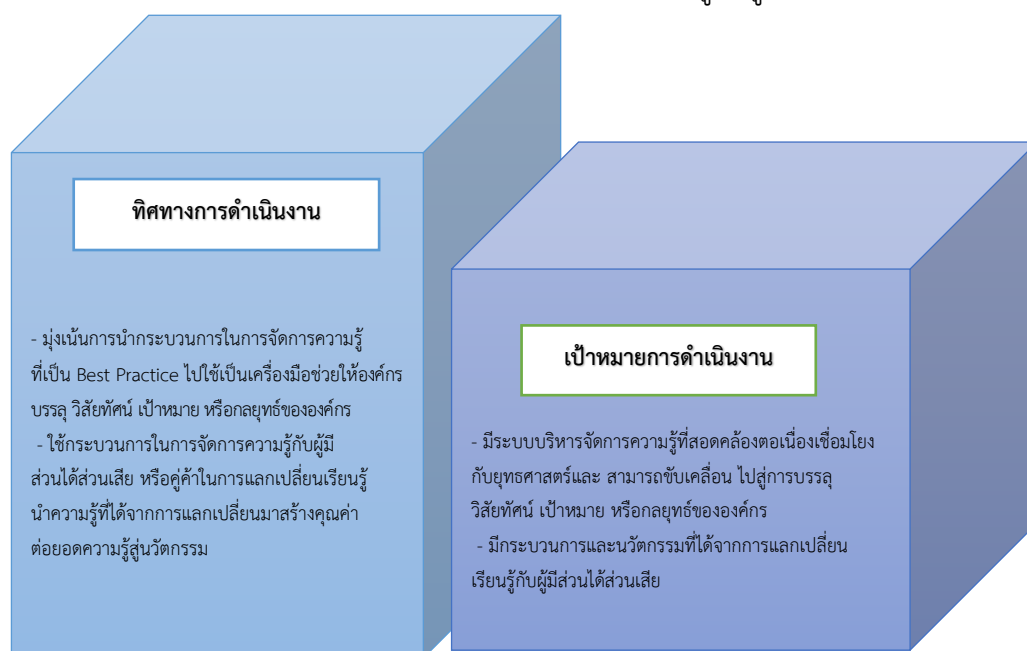 ทิศทางการดำเนินงาน
- มุ่งเน้นการนำกระบวนการในการจัดการความรู้
ที่เป็น Best Practice ไปใช้เป็นเครื่องมือช่วยให้องค์กร
บรรลุ วิสัยทัศน์ เป้าหมาย หรือกลยุทธ์ขององค์กร
- ใช้กระบวนการในการจัดการความรู้กับผู้มี
ส่วนได้ส่วนเสีย หรือคู่ค้าในการแลกเปลี่ยนเรียนรู้
นำความรู้ที่ได้จากการแลกเปลี่ยนมาสร้างคุณค่า
ต่อยอดความรู้สู่นวัตกรรม
เป้าหมายการดำเนินงาน
- มีระบบบริหารจัดการความรู้ที่สอดคล้องตอเนื่องเชื่อมโยง
กับยุทธศาสตร์และ สามารถขับเคลื่อน ไปสู่การบรรลุ
วิสัยทัศน์ เป้าหมาย หรือกลยุทธ์ขององค์กร
- มีกระบวนการและนวัตกรรมที่ได้จากการแลกเปลี่ยน
เรียนรู้กับผู้มีส่วนได้ส่วนเสีย